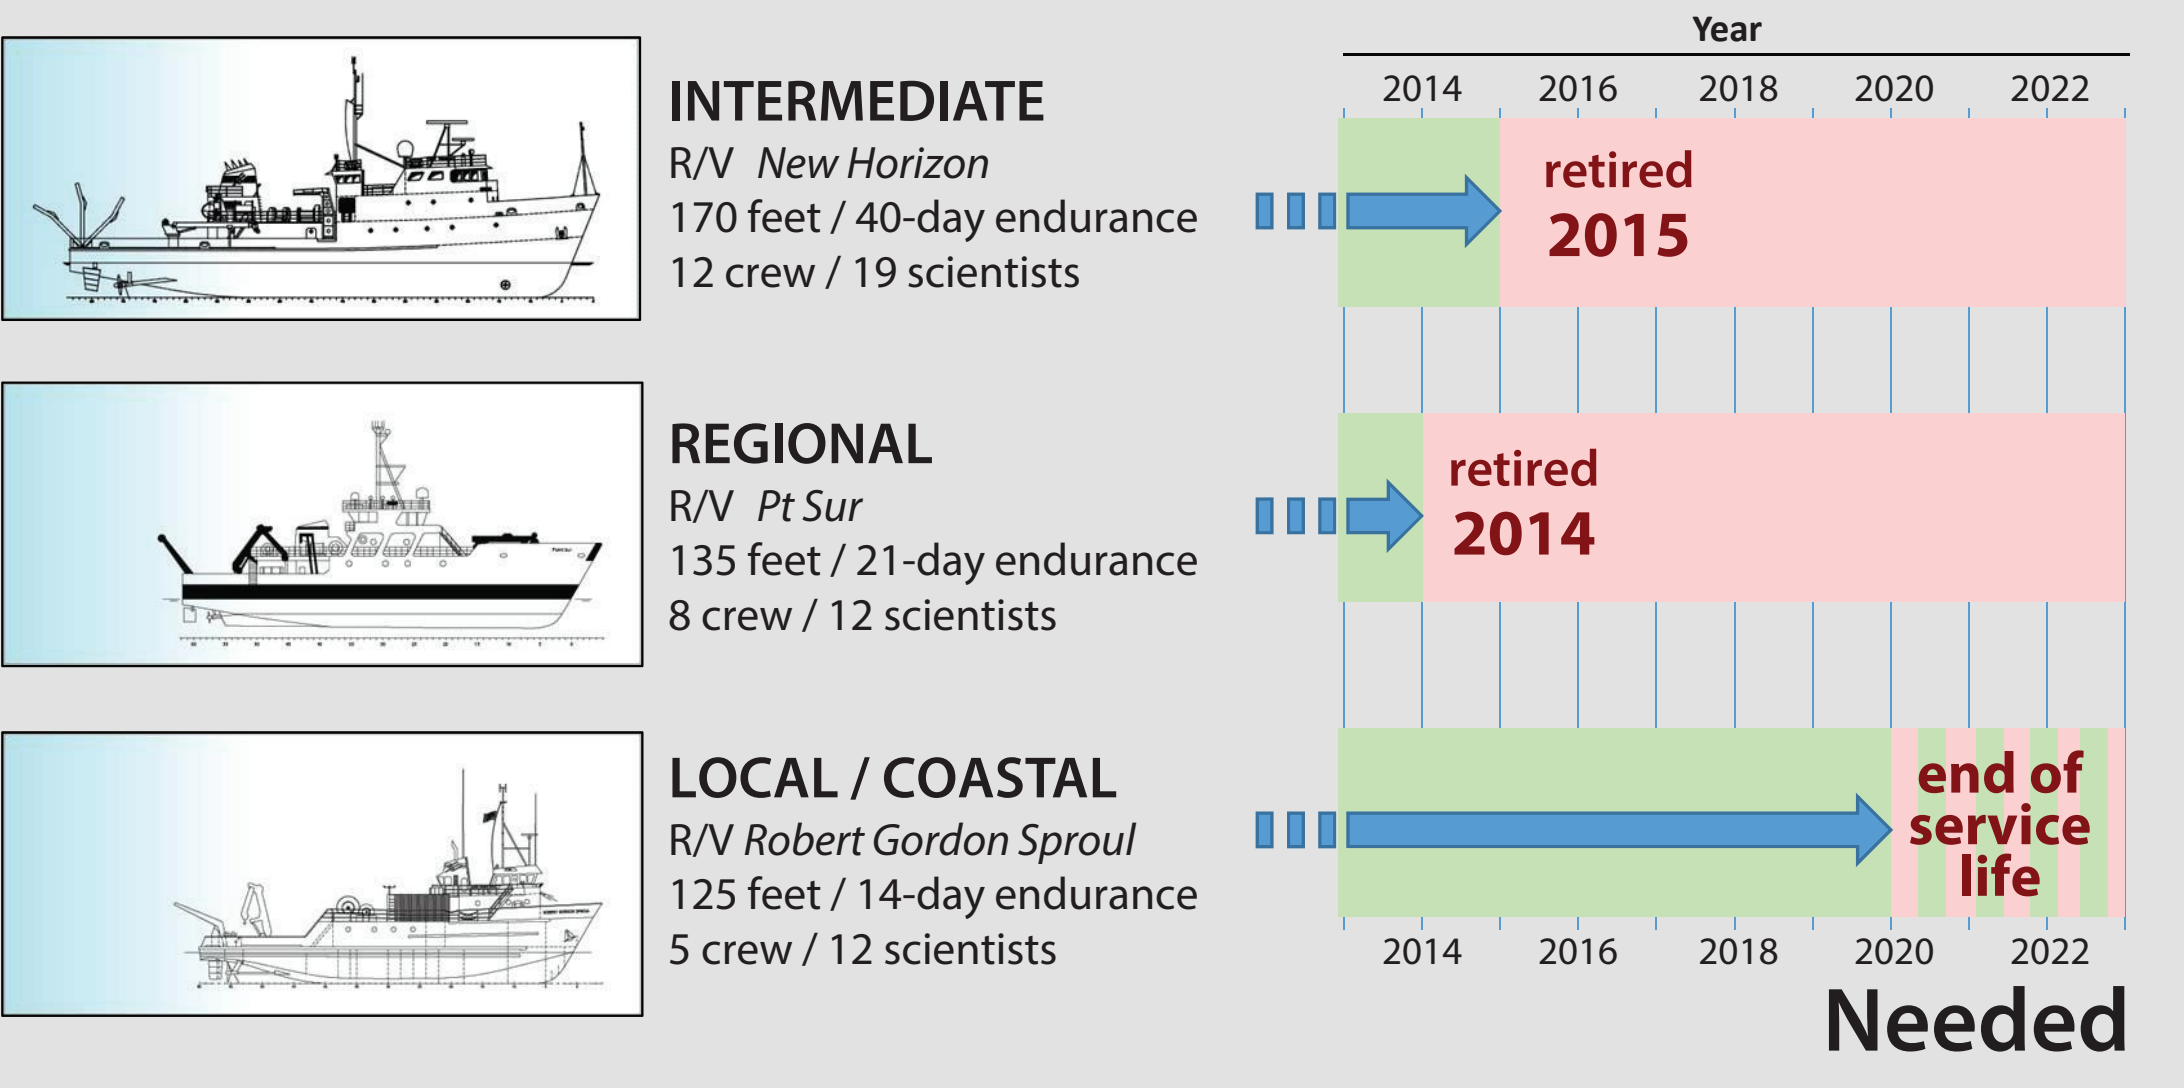 Year
2014 2016 2018 2020 2022
INTERMEDIATE
R/V New Horizon
170 feet / 40-day endurance
12 crew / 19 scientists
retired
2015
REGIONAL
R/V Pt Sur
135 feet / 21-day endurance
8 crew / 12 scientists
retired
2014
LOCAL / COASTAL
R/V Robert Gordon Sproul
125 feet / 14-day endurance
5 crew / 12 scientists
end of
service
life
ROBERT GORDON SPROUL
2014 2016 2018 2020 2022
Needed